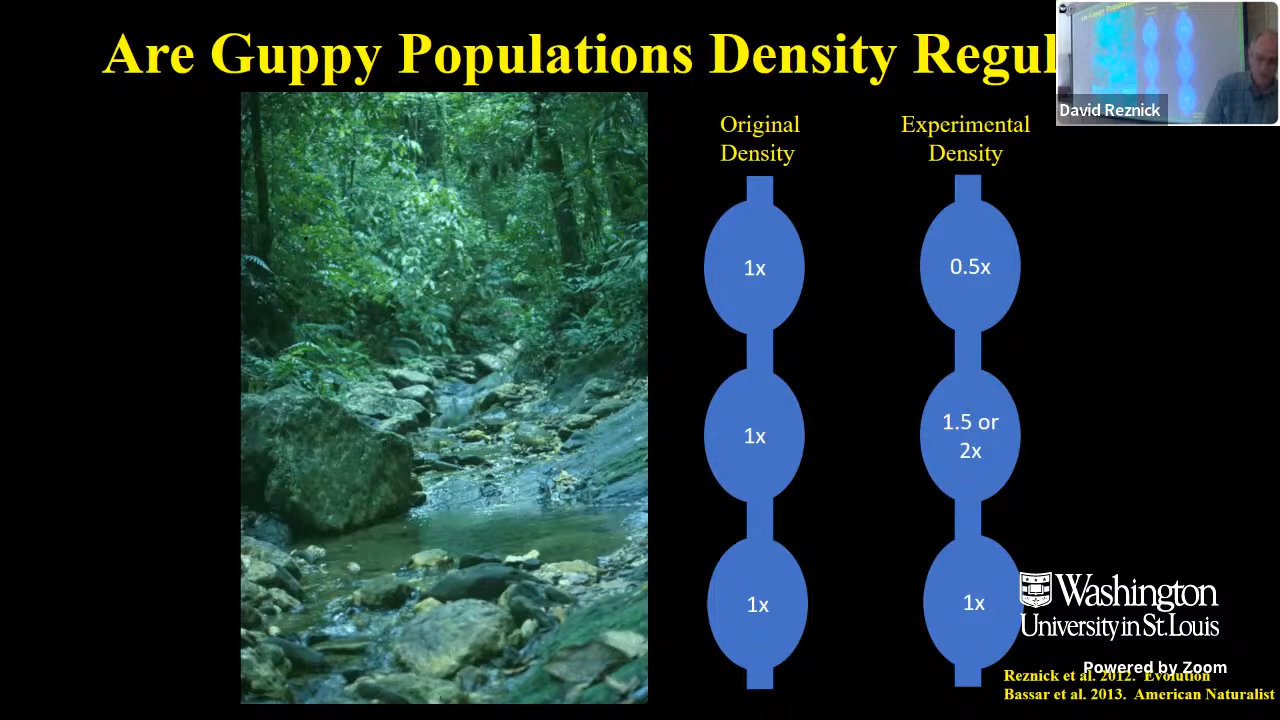 Are Guppy Populations Density Regul
David Reznick
Original
Density
Experimental
Density
1x
0.5x
1x
1.5 or
2x
1x
1x
Washington
University in St. Louis
Powered by Zoom
Reznick et al. 2012. Evolution
Bassar et al. 2013. American Naturalist